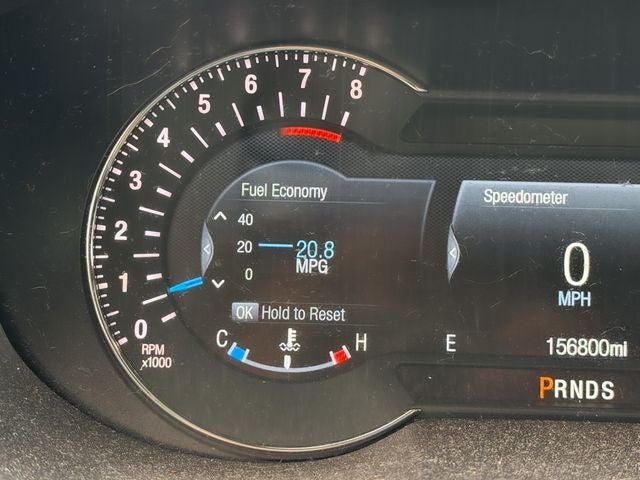 8
7
6
5
4
3
2
1
0
RPM
x1000
Fuel Economy
40
20
0
20.8
MPG
OK Hold to Reset
C H
Speedometer
0
MPH
E
156800mi
PRNDS